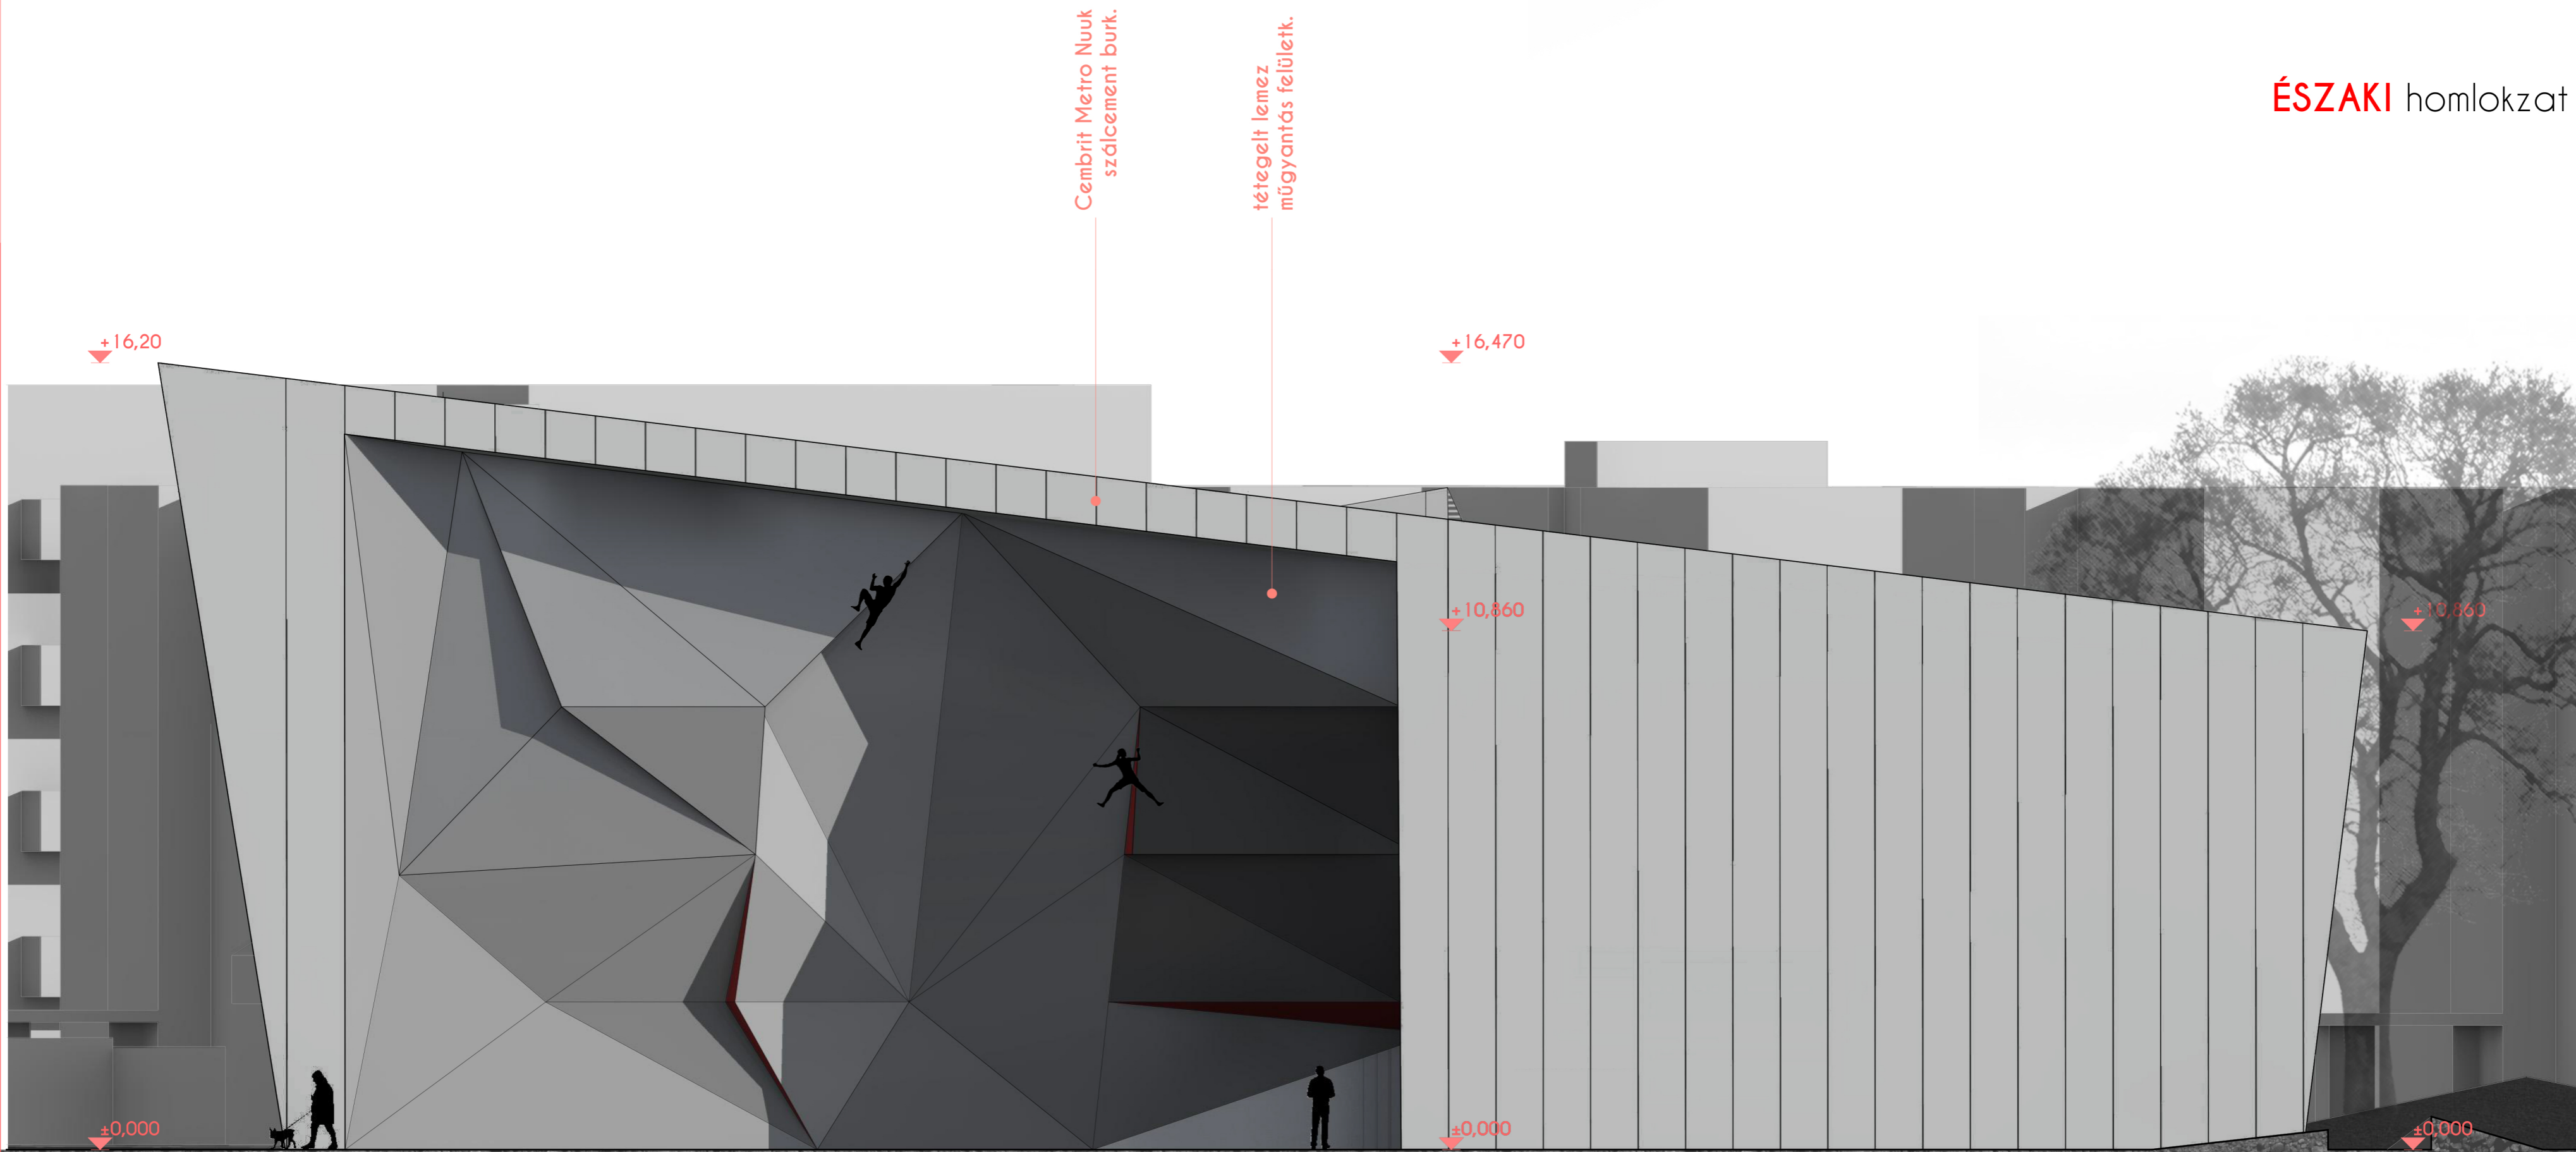 Cembrit Metro Nuuk
szálcement burk.
tétegelt lemez
műgyantás felületk.
ÉSZAKI homlokzat
+16,20
+16,470
+10,860
+10,860
±0,000
±0,000
±0,000